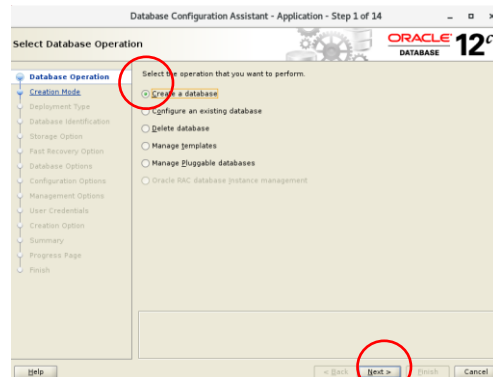 Database Configuration Assistant - Application - Step 1 of 14
Select Database Operation
ORACLE
DATABASE
12c
Database Operation
Creation Mode
Deployment Type
Database Identification
Storage Option
Fast Recovery Option
Database Options
Configuration Options
Management Options
User Credentials
Creation Option
Summary
Progress Page
Finish
Select the operation that you want to perform.
Create a database
Configure an existing database
Delete database
Manage templates
Manage Pluggable databases
Oracle RAC database instance management
Help
< Back
Next >
Finish
Cancel